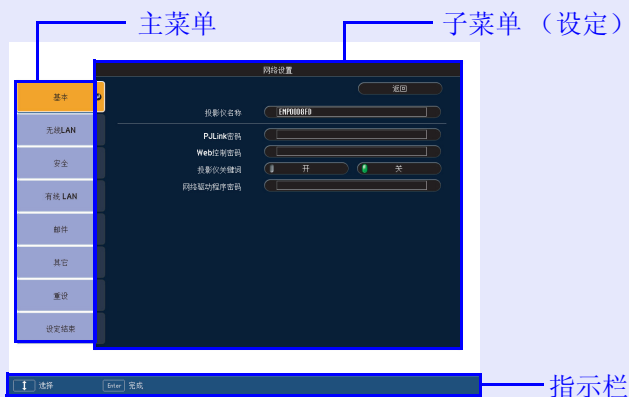 主菜单
子菜单 （设定）
网络设置
返回
基本
无线LAN
安全
有线 LAN
邮件
其它
重设
设定结束
投影仪名称 EMP00D8FD
PJLink密码
Web控制密码
投影仪关键词 开 关
网络驱动程序密码
选择 Enter 完成
指示栏